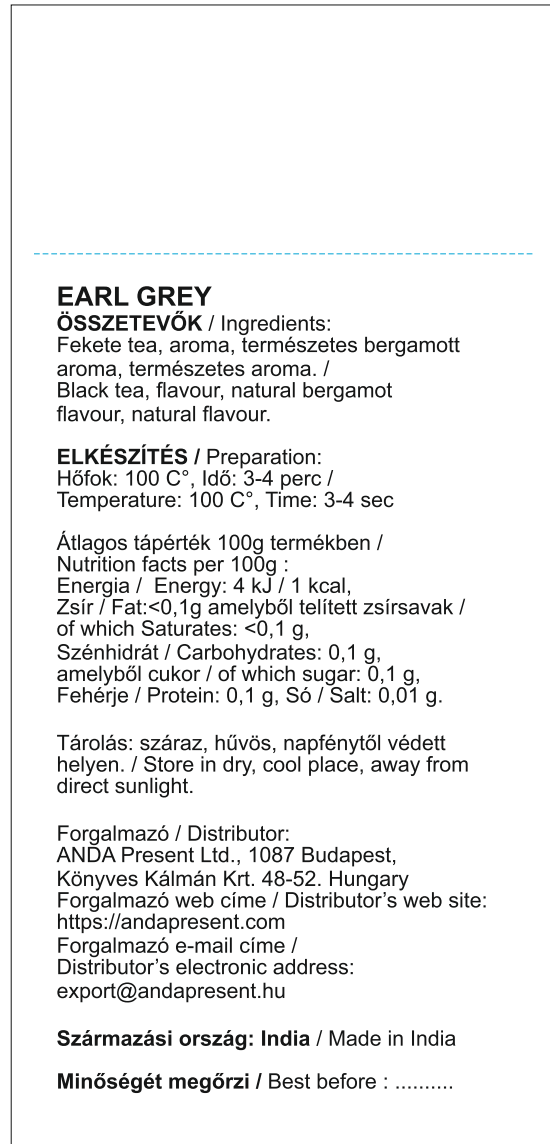 EARL GREY
ÖSSZETEVŐK / Ingredients:
Fekete tea, aroma, természetes bergamott
aroma, természetes aroma. /
Black tea, flavour, natural bergamot
flavour, natural flavour.
ELKÉSZÍTÉS / Preparation:
Hőfok: 100 C°, Idő: 3-4 perc /
Temperature: 100 C°, Time: 3-4 sec
Átlagos tápérték 100g termékben /
Nutrition facts per 100g :
Energia /  Energy: 4 kJ / 1 kcal,
Zsír / Fat:<0,1g amelyből telített zsírsavak /
of which Saturates: <0,1 g,
Szénhidrát / Carbohydrates: 0,1 g,
amelyből cukor / of which sugar: 0,1 g,
Fehérje / Protein: 0,1 g, Só / Salt: 0,01 g.
Tárolás: száraz, hűvös, napfénytől védett
helyen. / Store in dry, cool place, away from
direct sunlight.
Forgalmazó / Distributor:
ANDA Present Ltd., 1087 Budapest,
Könyves Kálmán Krt. 48-52. Hungary
Forgalmazó web címe / Distributor's web site:
https://andapresent.com
Forgalmazó e-mail címe /
Distributor's electronic address:
export@andapresent.hu
Származási ország: India / Made in India
Minőségét megőrzi / Best before : ..........